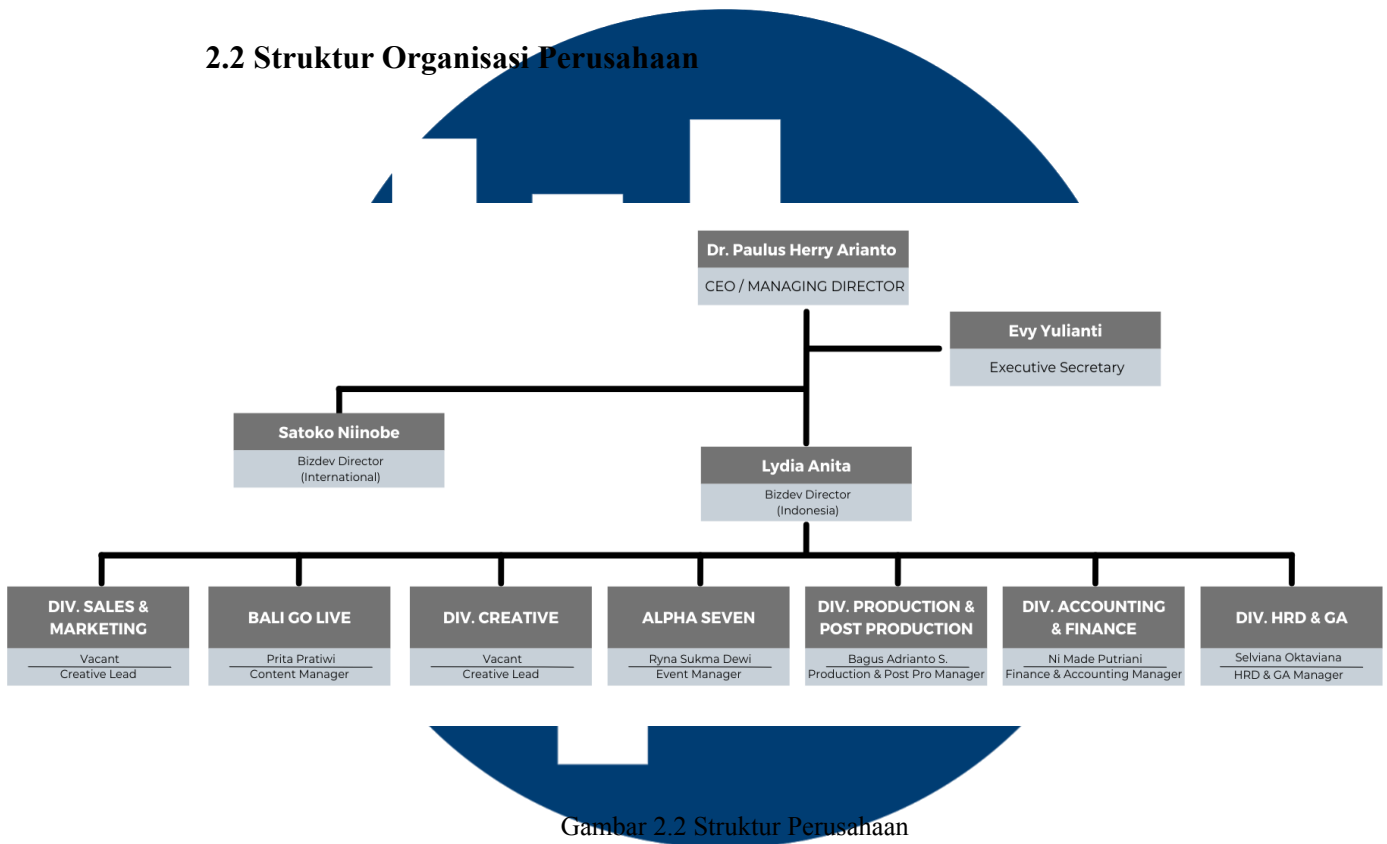 2.2 Struktur Organisasi Perusahaan
Dr. Paulus Herry Arianto
CEO / MANAGING DIRECTOR
Evy Yulianti
Executive Secretary
Satoko Niinobe
Bizdev Director
(International)
Lydia Anita
Bizdev Director
(Indonesia)
DIV. SALES &
MARKETING
Vacant
Creative Lead
BALI GO LIVE
Prita Pratiwi
Content Manager
DIV. CREATIVE
Vacant
Creative Lead
ALPHA SEVEN
Ryna Sukma Dewi
Event Manager
DIV. PRODUCTION &
POST PRODUCTION
Bagus Adrianto S.
Production & Post Pro Manager
DIV. ACCOUNTING
& FINANCE
Ni Made Putriani
Finance & Accounting Manager
DIV. HRD & GA
Selviana Oktaviana
HRD & GA Manager
Gambar 2.2 Struktur Perusahaan